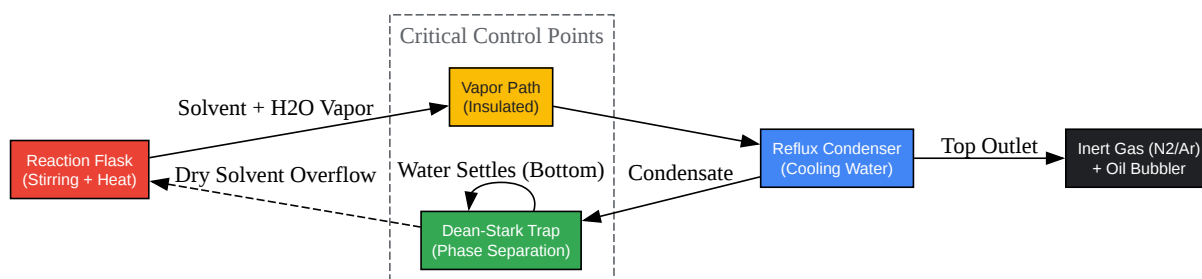 Critical Control Points
Vapor Path
(Insulated)
Solvent + H2O Vapor
Reaction Flask
(Stirring + Heat)
Dry Solvent Overflow
Water Settles (Bottom)
Dean-Stark Trap
(Phase Separation)
Condensate
Reflux Condenser
(Cooling Water)
Top Outlet
Inert Gas (N2/Ar)
+ Oil Bubbler